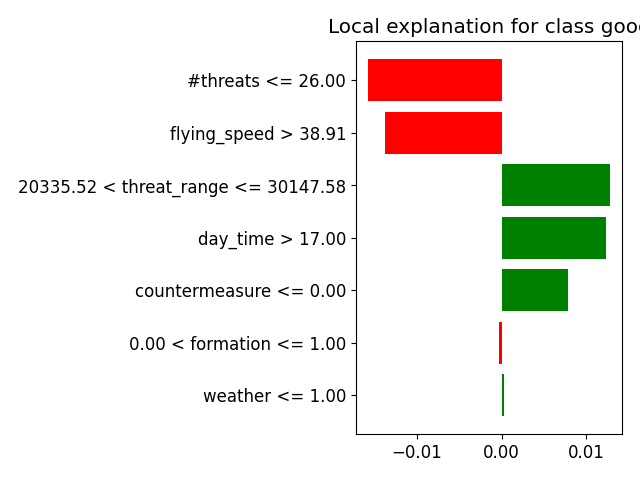 Local explanation for class goo
#threats <= 26.00
flying_speed > 38.91
20335.52 < threat_range <= 30147.58
day_time > 17.00
countermeasure <= 0.00
0.00 < formation <= 1.00
weather <= 1.00
−0.01 0.00 0.01